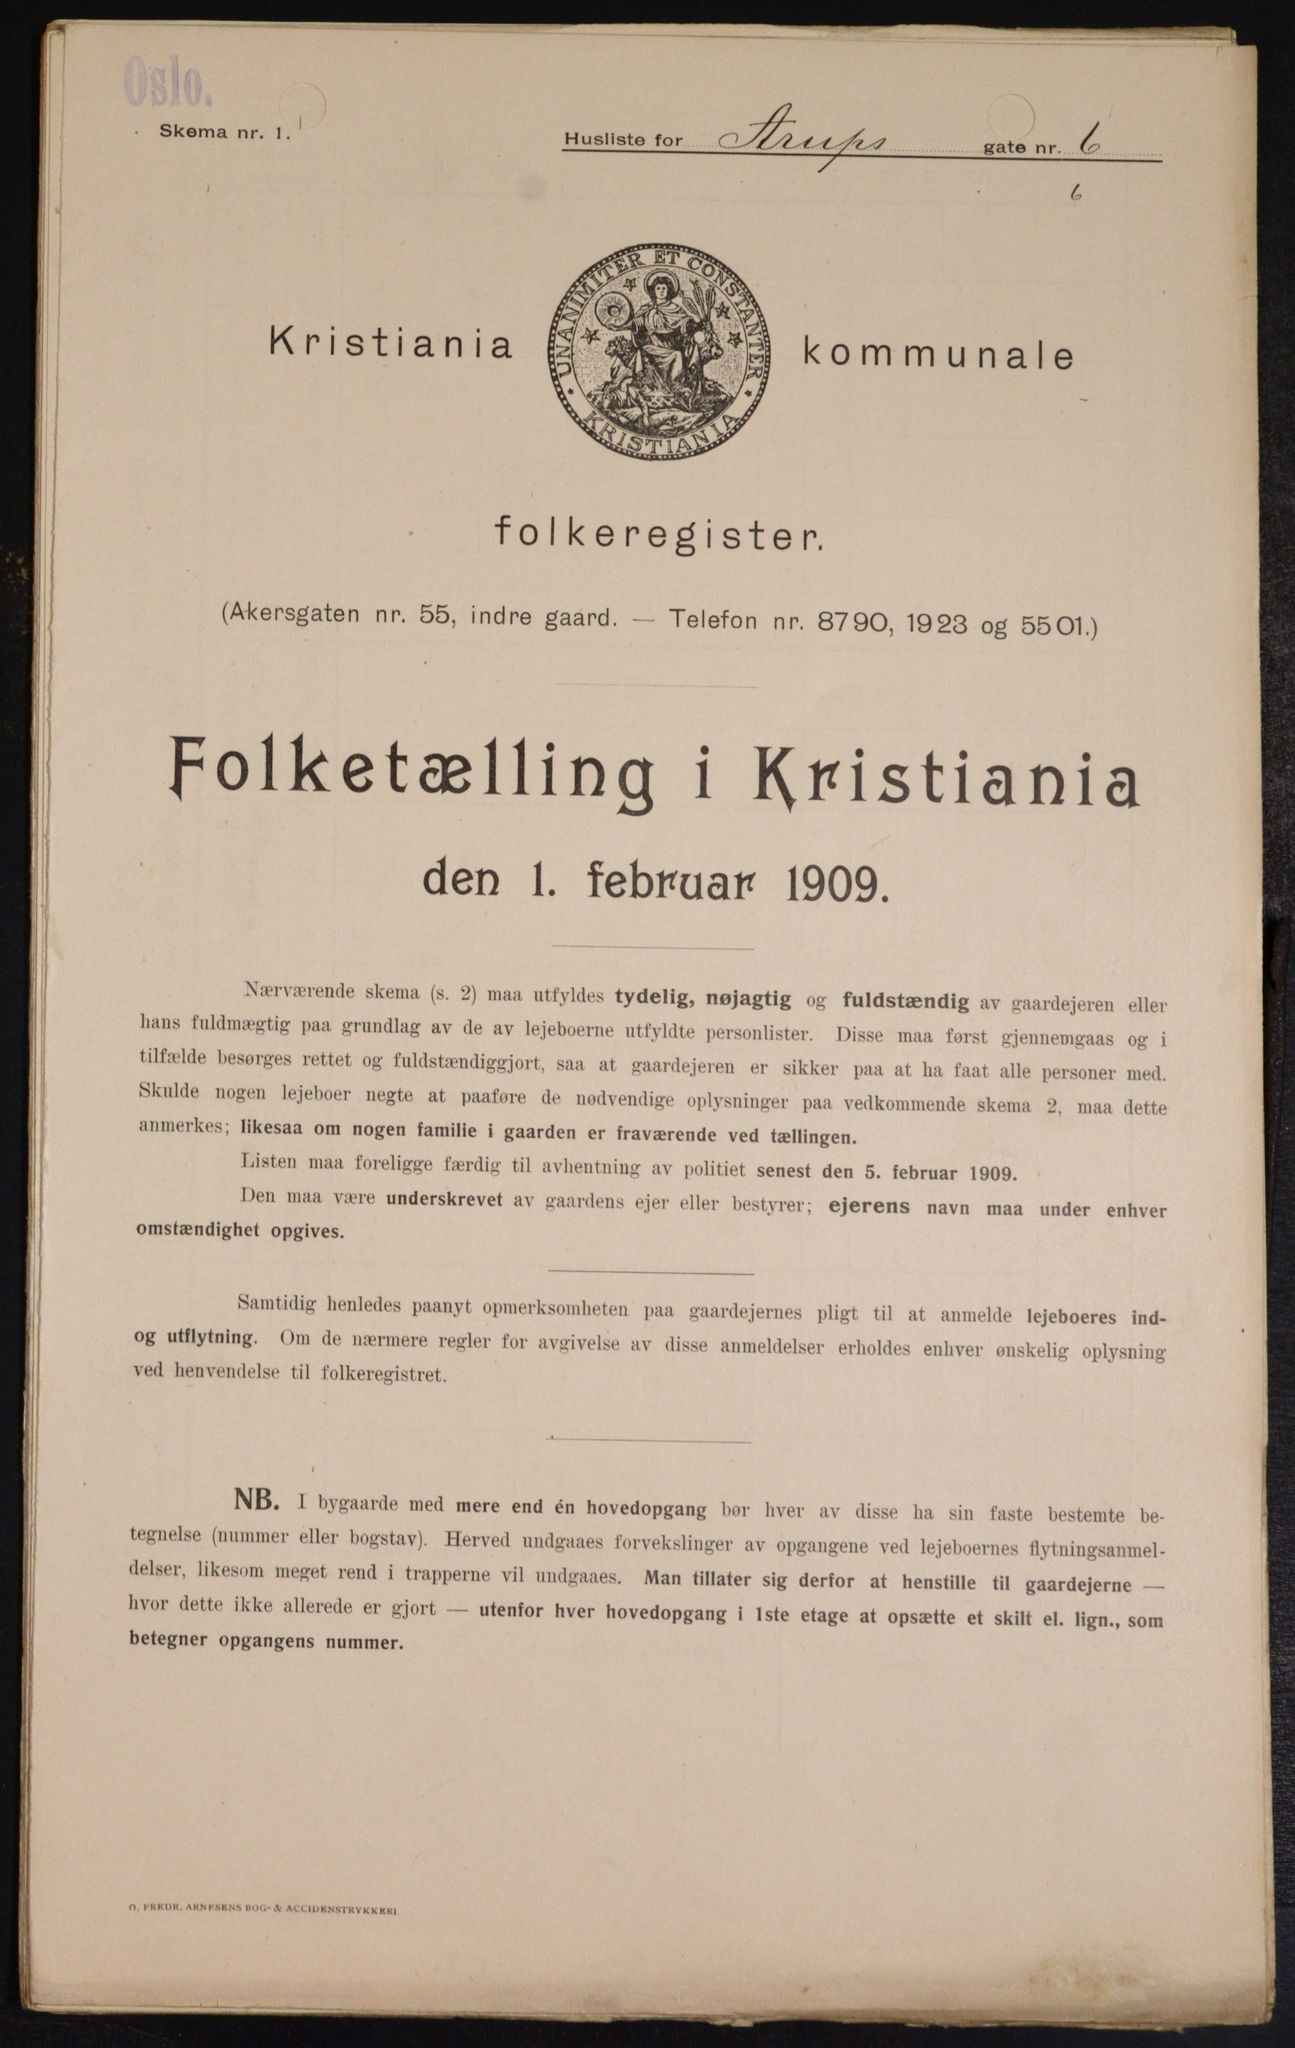 Oslo.
Skema nr. 1.
Husliste for Arups gate nr. 6
6
UNANIMITER ET CONSTANTER
KRISTIANIA
Kristiania kommunale
folkeregister.
(Akersgaten nr. 55, indre gaard. — Telefon nr. 8790, 1923 og 5501.)
Folketælling i Kristiania
den 1. februar 1909.
Nærværende skema (s. 2) maa utfyldes tydelig, nøjagtig og fuldstændig av gaardejeren eller
hans fuldmægtig paa grundlag av de av lejeboerne utfyldte personlister. Disse maa først gjennemgaas og i
tilfælde besørges rettet og fuldstændiggjort, saa at gaardejeren er sikker paa at ha faat alle personer med.
Skulde nogen lejeboer negte at paaføre de nødvendige oplysninger paa vedkommende skema 2, maa dette
anmerkes; likesaa om nogen familie i gaarden er fraværende ved tællingen.
Listen maa foreligge færdig til avhentning av politiet senest den 5. februar 1909.
Den maa være underskrevet av gaardens ejer eller bestyrer; ejerens navn maa under enhver
omstændighet opgives.
Samtidig henledes paanyt opmerksomheten paa gaardejernes pligt til at anmelde lejeboeres ind-
og utflytning. Om de nærmere regler for avgivelse av disse anmeldelser erholdes enhver ønskelig oplysning
ved henvendelse til folkeregistret.
NB. I bygaarde med mere end én hovedopgang bør hver av disse ha sin faste bestemte be-
tegnelse (nummer eller bogstav). Herved undgaaes forvekslinger av opgangene ved lejeboernes flytningsanmel-
delser, likesom meget rend i trapperne vil undgaaes. Man tillater sig derfor at henstille til gaardejerne —
hvor dette ikke allerede er gjort — utenfor hver hovedopgang i 1ste etage at opsætte et skilt el. lign., som
betegner opgangens nummer.
O. FREDR. ARNESENS BOG- & ACCIDENSTRYKKERI